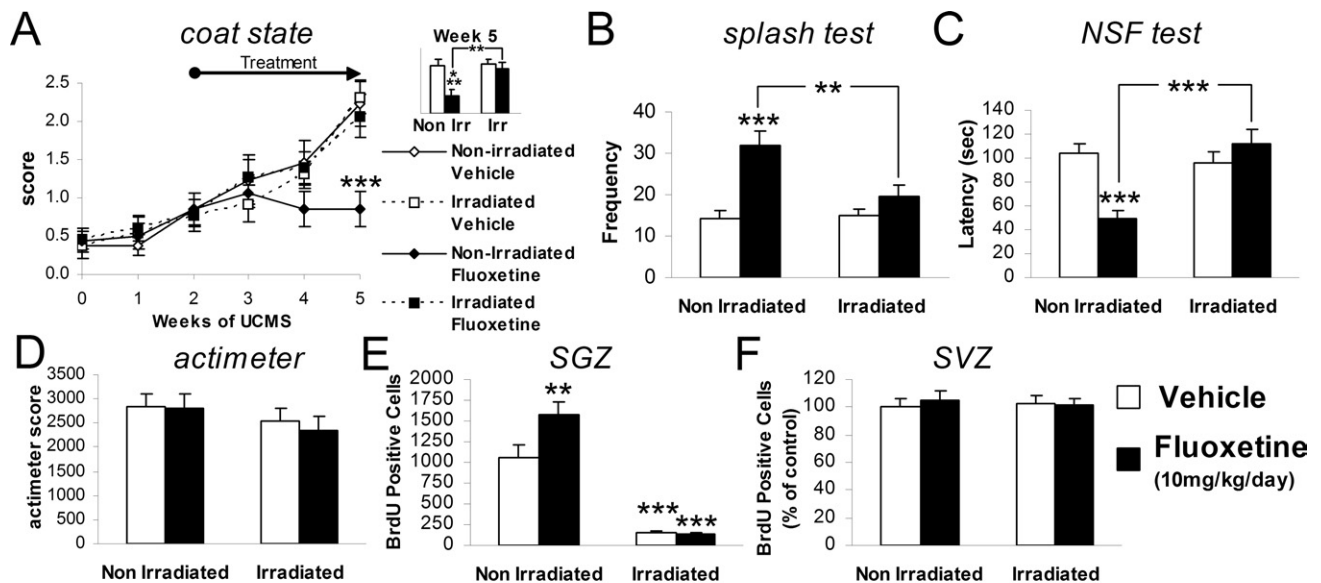 A
coat state
Treatment
score
2.5
2.0
1.5
1.0
0.5
0.0
***
0 1 2 3 4 5
Weeks of UCMS
Week 5
**
*
**
Non Irr Irr
Non-irradiated
Vehicle
Irradiated
Vehicle
Non-Irradiated
Fluoxetine
Irradiated
Fluoxetine
B
splash test
Frequency
40
30
20
10
0
***
**
Non Irradiated Irradiated
C
NSF test
Latency (sec)
140
120
100
80
60
40
20
0
***
***
Non Irradiated Irradiated
D
actimeter
actimeter score
3500
3000
2500
2000
1500
1000
500
0
Non Irradiated Irradiated
E
SGZ
BrdU Positive Cells
2000
1750
1500
1250
1000
750
500
250
0
**
*** ***
Non Irradiated Irradiated
F
SVZ
BrdU Positive Cells
(% of control)
120
100
80
60
40
20
0
Non Irradiated Irradiated
Vehicle
Fluoxetine
(10mg/kg/day)